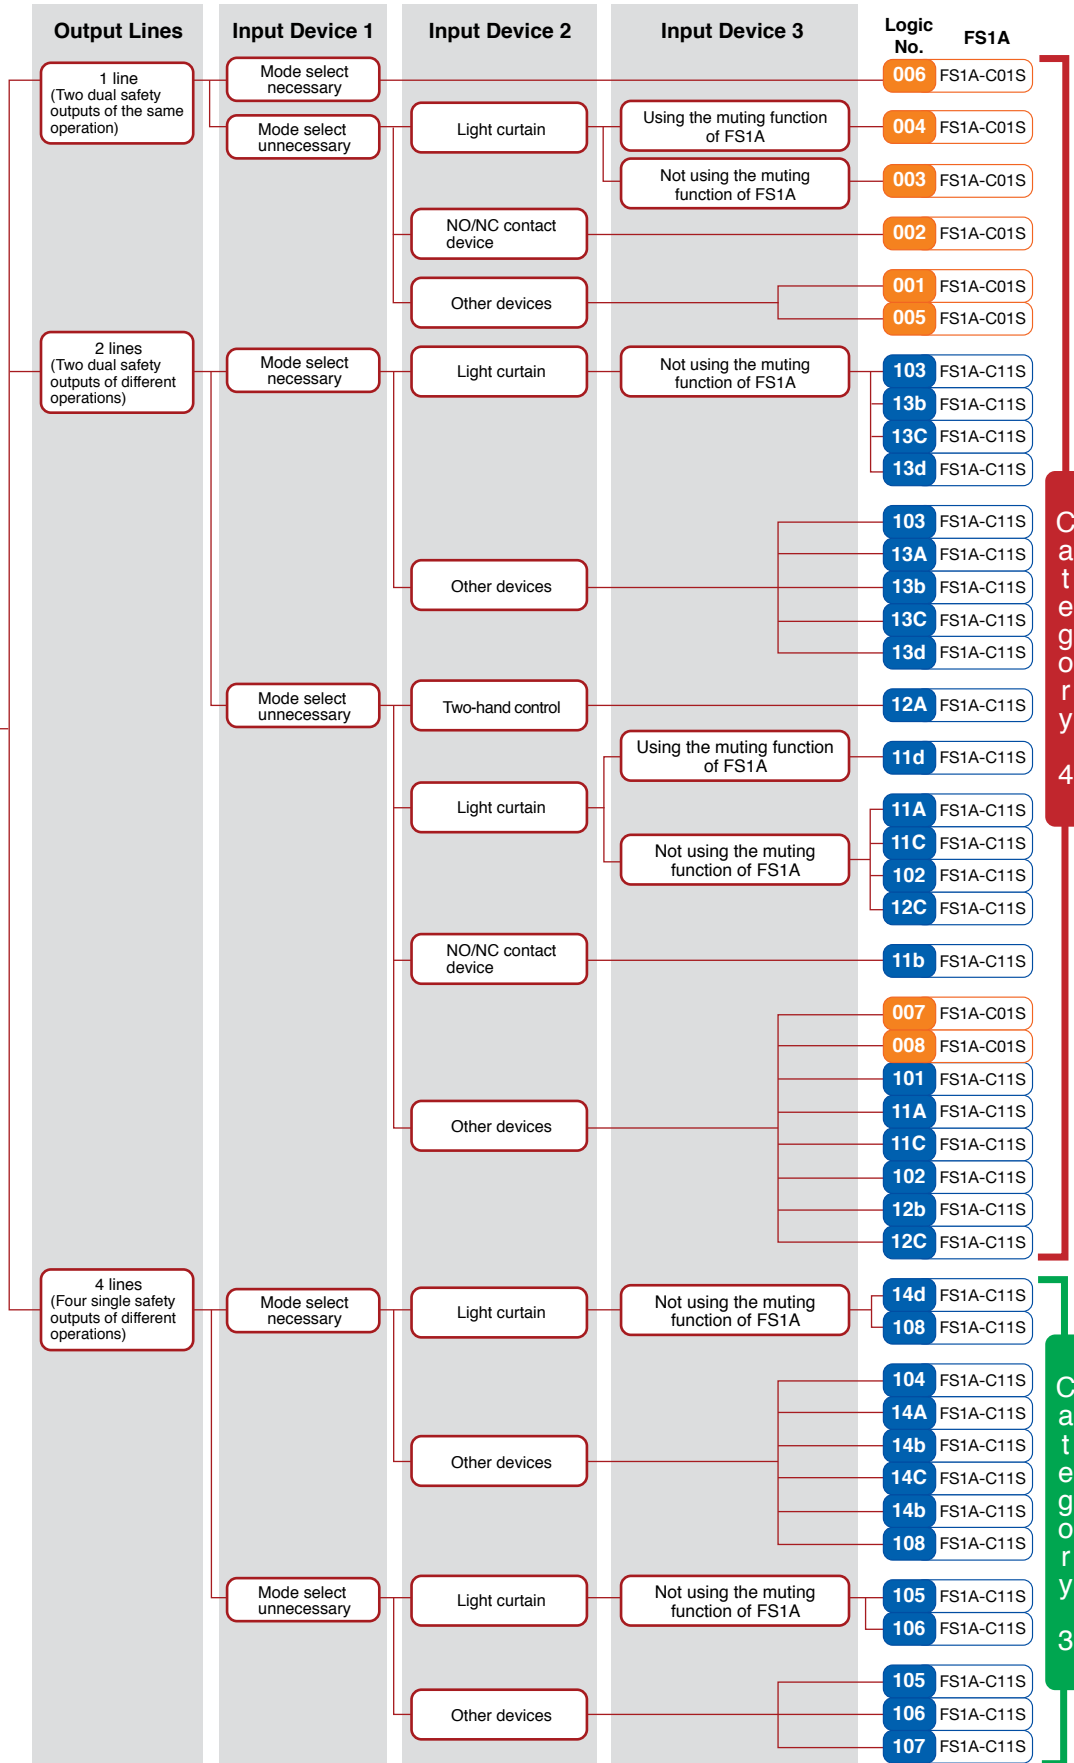 Output Lines
Input Device 1
Input Device 2
Input Device 3
Logic
No.
FS1A
1 line
(Two dual safety
outputs of the same
operation)
Mode select
necessary
006 FS1A-C01S
Mode select
unnecessary
Light curtain
Using the muting function
of FS1A
004 FS1A-C01S
Not using the muting
function of FS1A
003 FS1A-C01S
NO/NC contact
device
002 FS1A-C01S
Other devices
001 FS1A-C01S
005 FS1A-C01S
2 lines
(Two dual safety
outputs of different
operations)
Mode select
necessary
Light curtain
Not using the muting
function of FS1A
103 FS1A-C11S
13b FS1A-C11S
13C FS1A-C11S
13d FS1A-C11S
Other devices
103 FS1A-C11S
13A FS1A-C11S
13b FS1A-C11S
13C FS1A-C11S
13d FS1A-C11S
Mode select
unnecessary
Two-hand control
12A FS1A-C11S
Light curtain
Using the muting function
of FS1A
11d FS1A-C11S
Not using the muting
function of FS1A
11A FS1A-C11S
11C FS1A-C11S
102 FS1A-C11S
12C FS1A-C11S
NO/NC contact
device
11b FS1A-C11S
Other devices
007 FS1A-C01S
008 FS1A-C01S
101 FS1A-C11S
11A FS1A-C11S
11C FS1A-C11S
102 FS1A-C11S
12b FS1A-C11S
12C FS1A-C11S
Category 4
4 lines
(Four single safety
outputs of different
operations)
Mode select
necessary
Light curtain
Not using the muting
function of FS1A
14d FS1A-C11S
108 FS1A-C11S
Other devices
104 FS1A-C11S
14A FS1A-C11S
14b FS1A-C11S
14C FS1A-C11S
14b FS1A-C11S
108 FS1A-C11S
Mode select
unnecessary
Light curtain
Not using the muting
function of FS1A
105 FS1A-C11S
106 FS1A-C11S
Other devices
105 FS1A-C11S
106 FS1A-C11S
107 FS1A-C11S
Category 3